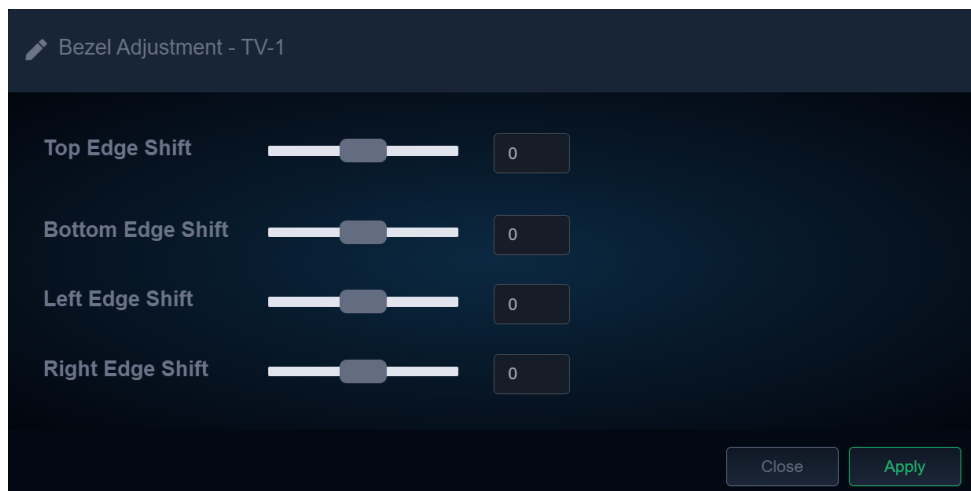 Bezel Adjustment - TV-1
Top Edge Shift 0
Bottom Edge Shift 0
Left Edge Shift 0
Right Edge Shift 0
Close Apply